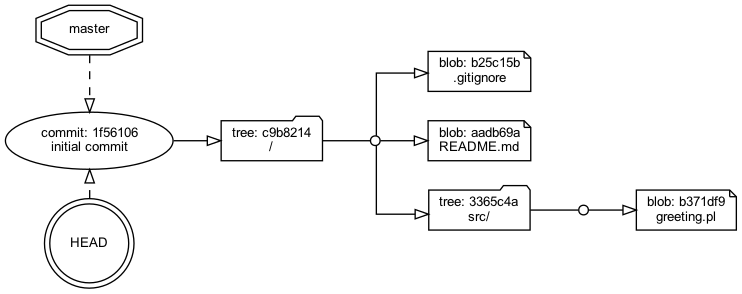 master
commit: 1f56106
initial commit
HEAD
tree: c9b8214
/
blob: b25c15b
.gitignore
blob: aadb69a
README.md
tree: 3365c4a
src/
blob: b371df9
greeting.pl